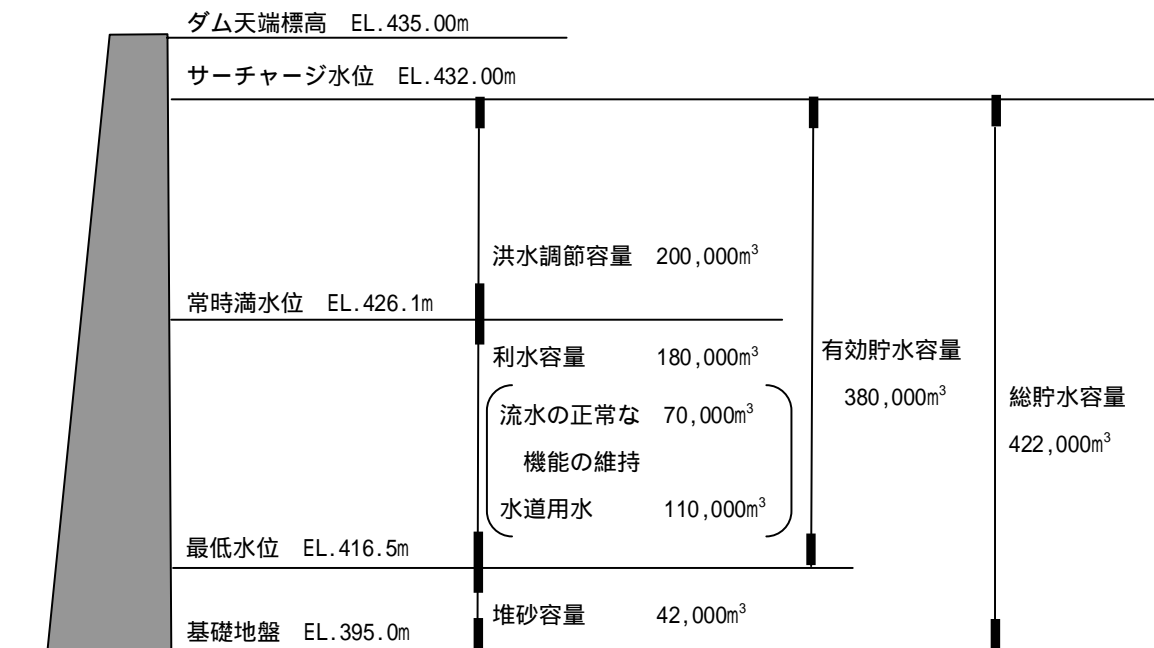 ダム天端標高 EL.435.00m
サーチャージ水位 EL.432.00m
洪水調節容量 200,000m³
常時満水位 EL.426.1m
利水容量 180,000m³
有効貯水容量
380,000m³
流水の正常な 70,000m³
機能の維持
総貯水容量
422,000m³
水道用水 110,000m³
最低水位 EL.416.5m
堆砂容量 42,000m³
基礎地盤 EL.395.0m